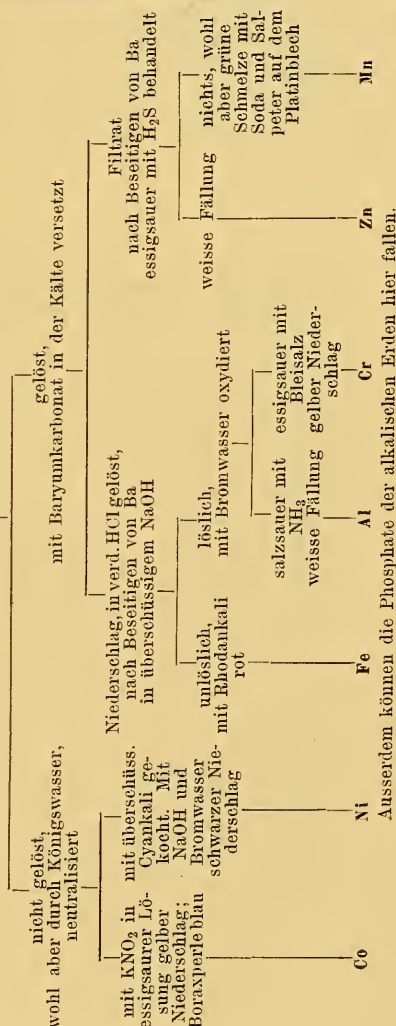 nicht gelöst,
wohl aber durch Königswasser,
neutralisiert
mit KNO₂ in
essigsaurer Lö-
sung gelber
Niederschlag;
Boraxperle blau
Co
mit überschüss.
Cyankali ge-
kocht. Mit
NaOH und
Bromwasser
schwarzer Nie-
derschlag
Ni
gelöst,
mit Baryumkarbonat in der Kälte versetzt
Niederschlag, in verd. HCl gelöst,
nach Beseitigen von Ba
in überschüssigem NaOH
unlöslich,
mit Rhodankali
rot
Fe
löslich,
mit Bromwasser oxydiert
salzsauer mit
NH₃
weisse Fällung
Al
essigsauer mit
Bleisalz
gelber Nieder-
schlag
Cr
Filtrat
nach Beseitigen von Ba
essigsauer mit H₂S behandelt
weisse Fällung
Zn
nichts, wohl
aber grüne
Schmelze mit
Soda und Sal-
peter auf dem
Platinblech
Mn
Ausserdem können die Phosphate der alkalischen Erden hier fallen.